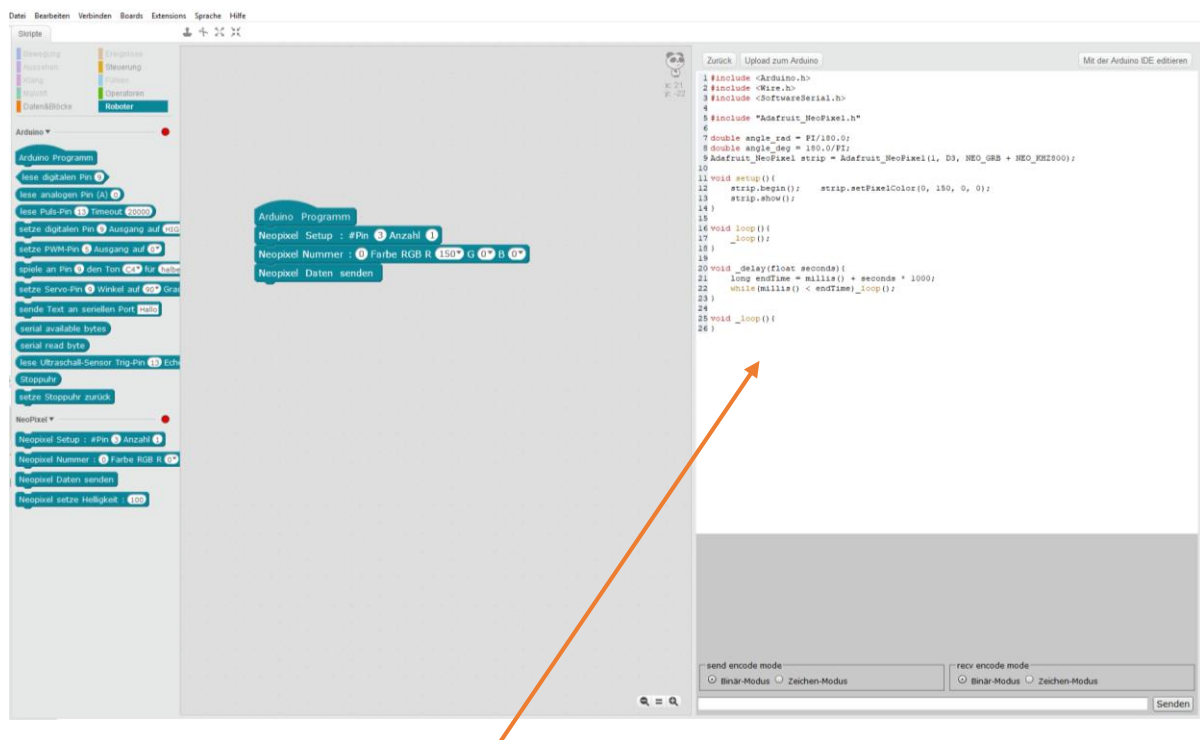 Datei Bearbeiten Verbinden Boards Extensions Sprache Hilfe
Skripte
Bewegung Ereignisse
Aussehen Steuerung
Klang Fühlen
Malstift Operatoren
Daten&Blöcke Roboter
Arduino
Arduino Programm
lese digitalen Pin 9
lese analogen Pin (A) 0
lese Puls-Pin 13 Timeout 20000
setze digitalen Pin 9 Ausgang auf HIG
setze PWM-Pin 5 Ausgang auf 0
spiele an Pin 9 den Ton C4 für halbe
setze Servo-Pin 9 Winkel auf 90 Grad
sende Text an seriellen Port Hallo
serial available bytes
serial read byte
lese Ultraschall-Sensor Trig-Pin 13 Ech
Stoppuhr
setze Stoppuhr zurück
NeoPixel
Neopixel Setup : #Pin 3 Anzahl 1
Neopixel Nummer : 0 Farbe RGB R 0
Neopixel Daten senden
Neopixel setze Helligkeit : 100
x: 21
y: -22
Arduino Programm
Neopixel Setup : #Pin 3 Anzahl 1
Neopixel Nummer : 0 Farbe RGB R 150 G 0 B 0
Neopixel Daten senden
Zurück Upload zum Arduino Mit der Arduino IDE editieren
1 #include <Arduino.h>
2 #include <Wire.h>
3 #include <SoftwareSerial.h>
4
5 #include "Adafruit_NeoPixel.h"
6
7 double angle_rad = PI/180.0;
8 double angle_deg = 180.0/PI;
9 Adafruit_NeoPixel strip = Adafruit_NeoPixel(1, D3, NEO_GRB + NEO_KHZ800);
10
11 void setup(){
12 strip.begin(); strip.setPixelColor(0, 150, 0, 0);
13 strip.show();
14 }
15
16 void loop(){
17 _loop();
18 }
19
20 void _delay(float seconds){
21 long endTime = millis() + seconds * 1000;
22 while(millis() < endTime)_loop();
23 }
24
25 void _loop(){
26 }
send encode mode recv encode mode
Binär-Modus Zeichen-Modus Binär-Modus Zeichen-Modus
Senden